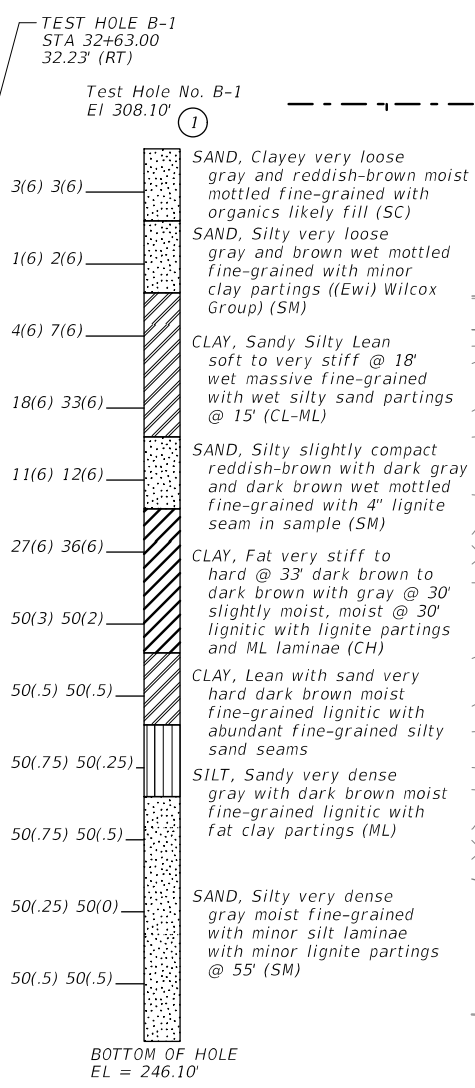 TEST HOLE B-1
STA 32+63.00
32.23' (RT)
Test Hole No. B-1
El 308.10'
1
SAND, Clayey very loose
gray and reddish-brown moist
mottled fine-grained with
organics likely fill (SC)
3(6) 3(6)
SAND, Silty very loose
gray and brown wet mottled
fine-grained with minor
clay partings ((Ewi) Wilcox
Group) (SM)
1(6) 2(6)
4(6) 7(6)
CLAY, Sandy Silty Lean
soft to very stiff @ 18'
wet massive fine-grained
with wet silty sand partings
@ 15' (CL-ML)
18(6) 33(6)
SAND, Silty slightly compact
reddish-brown with dark gray
and dark brown wet mottled
fine-grained with 4" lignite
seam in sample (SM)
11(6) 12(6)
27(6) 36(6)
CLAY, Fat very stiff to
hard @ 33' dark brown to
dark brown with gray @ 30'
slightly moist, moist @ 30'
lignitic with lignite partings
and ML laminae (CH)
50(3) 50(2)
CLAY, Lean with sand very
hard dark brown moist
fine-grained lignitic with
abundant fine-grained silty
sand seams
50(.5) 50(.5)
50(.75) 50(.25)
SILT, Sandy very dense
gray with dark brown moist
fine-grained lignitic with
fat clay partings (ML)
50(.75) 50(.5)
SAND, Silty very dense
gray moist fine-grained
with minor silt laminae
with minor lignite partings
@ 55' (SM)
50(.25) 50(0)
50(.5) 50(.5)
BOTTOM OF HOLE
EL = 246.10'